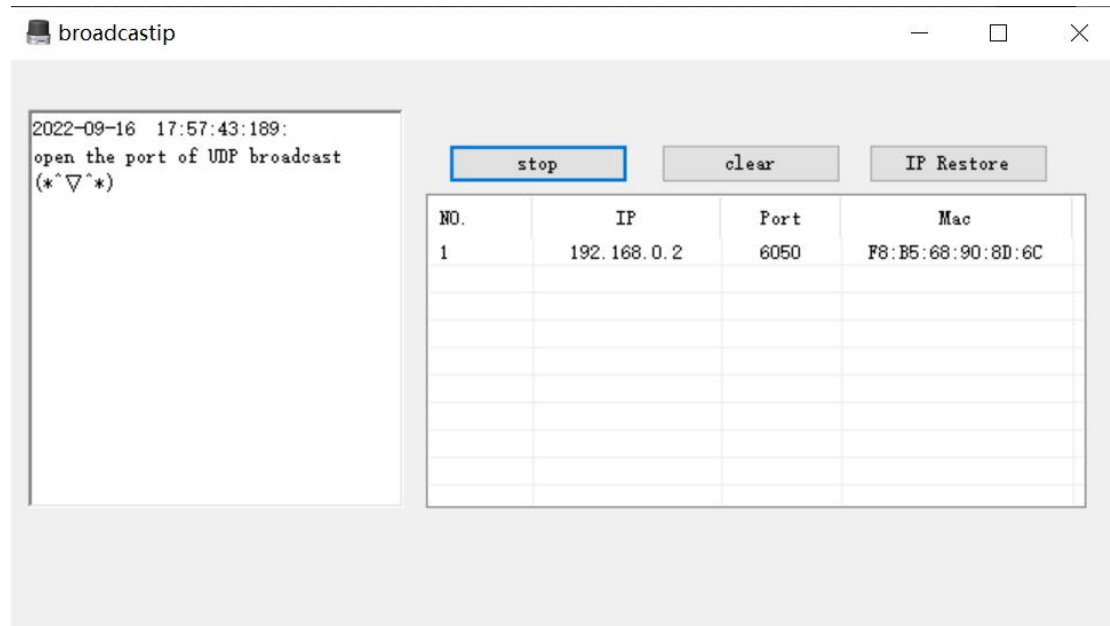 broadcastip
2022-09-16  17:57:43:189:
open the port of UDP broadcast
(*^▽^*)
stop clear IP Restore
NO. IP Port Mac
1 192.168.0.2 6050 F8:B5:68:90:8D:6C